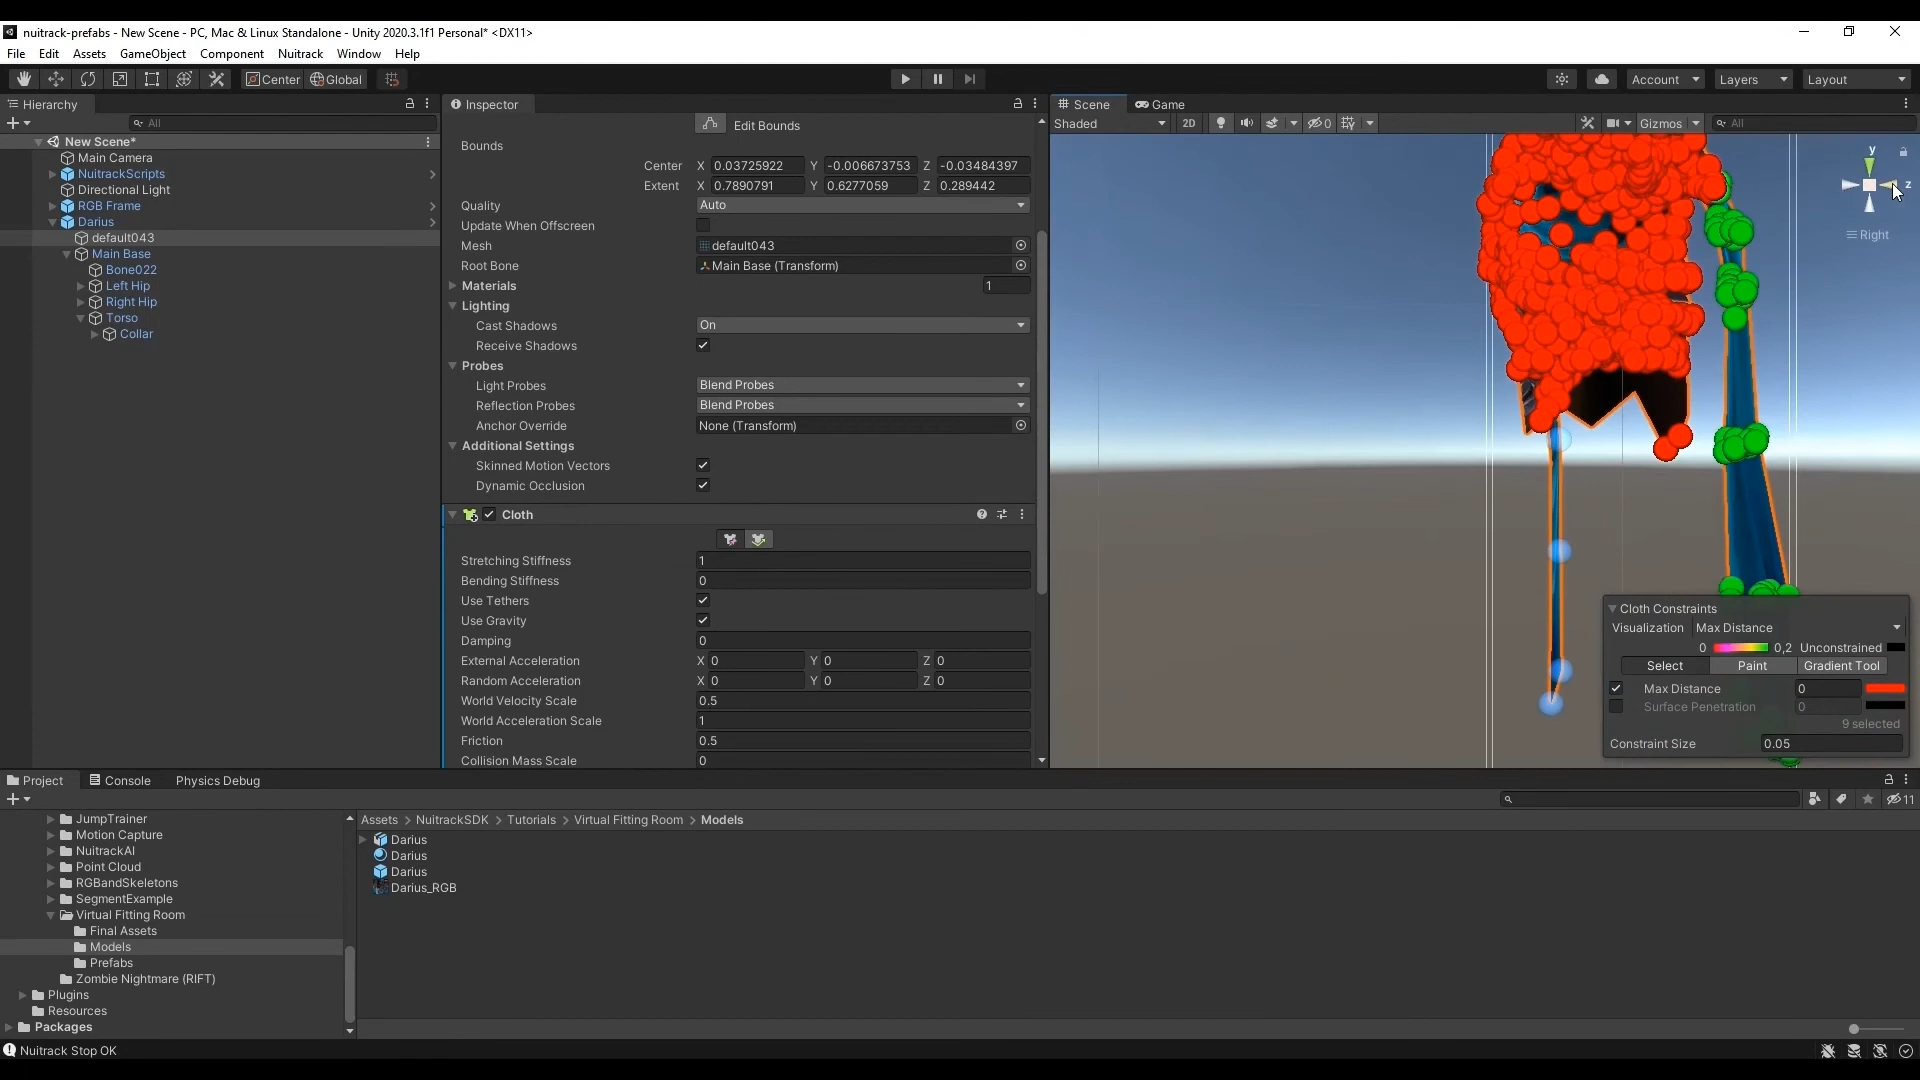 nuitrack-prefabs - New Scene - PC, Mac & Linux Standalone - Unity 2020.3.1f1 Personal* <DX11>
File Edit Assets GameObject Component Nuitrack Window Help
Center Global Account Layers Layout
Hierarchy
All
New Scene*
Main Camera
NuitrackScripts
Directional Light
RGB Frame
Darius
default043
Main Base
Bone022
Left Hip
Right Hip
Torso
Collar
Inspector
Edit Bounds
Bounds
Center X 0.03725922 Y -0.006673753 Z -0.03484397
Extent X 0.7890791 Y 0.6277059 Z 0.289442
Quality Auto
Update When Offscreen
Mesh default043
Root Bone Main Base (Transform)
Materials 1
Lighting
Cast Shadows On
Receive Shadows
Probes
Light Probes Blend Probes
Reflection Probes Blend Probes
Anchor Override None (Transform)
Additional Settings
Skinned Motion Vectors
Dynamic Occlusion
Cloth
Stretching Stiffness 1
Bending Stiffness 0
Use Tethers
Use Gravity
Damping 0
External Acceleration X 0 Y 0 Z 0
Random Acceleration X 0 Y 0 Z 0
World Velocity Scale 0.5
World Acceleration Scale 1
Friction 0.5
Collision Mass Scale 0
Scene Game
Shaded 2D 0 Gizmos All
y
z
Right
Cloth Constraints
Visualization Max Distance
0 0,2 Unconstrained
Select Paint Gradient Tool
Max Distance 0
Surface Penetration 0
9 selected
Constraint Size 0.05
Project Console Physics Debug
11
JumpTrainer
Motion Capture
NuitrackAI
Point Cloud
RGBandSkeletons
SegmentExample
Virtual Fitting Room
Final Assets
Models
Prefabs
Zombie Nightmare (RIFT)
Plugins
Resources
Packages
Assets > NuitrackSDK > Tutorials > Virtual Fitting Room > Models
Darius
Darius
Darius
Darius_RGB
Nuitrack Stop OK